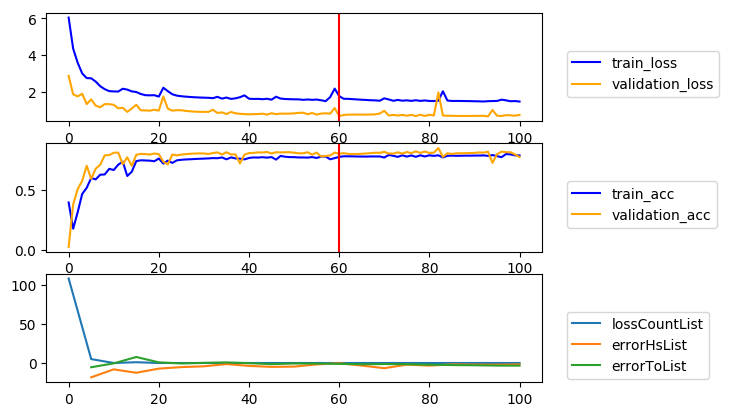 6
4
2
train_loss
validation_loss
0 20 40 60 80 100
0.5
0.0
train_acc
validation_acc
0 20 40 60 80 100
100
50
0
lossCountList
errorHsList
errorToList
0 20 40 60 80 100